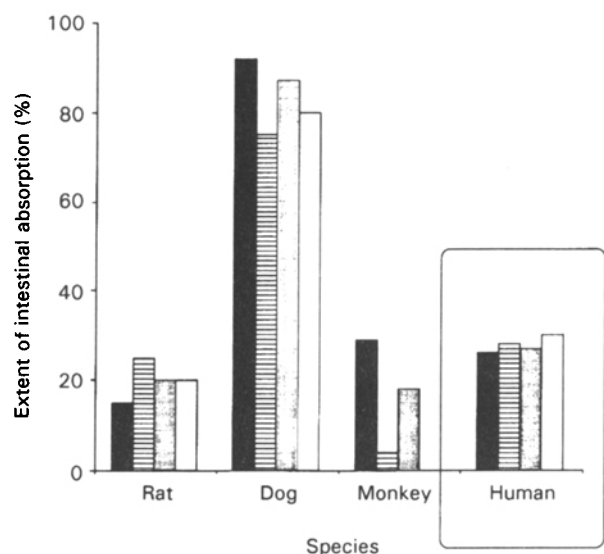 Extent of intestinal absorption (%)
100
80
60
40
20
0
Rat Dog Monkey Human
Species